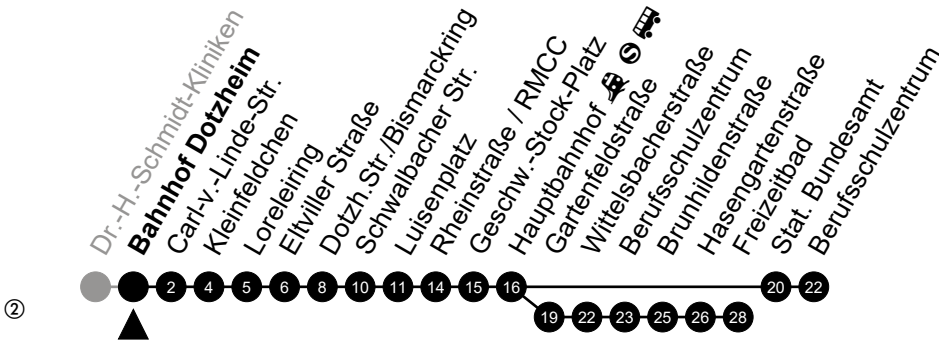 Dr.-H.-Schmidt-Kliniken
Bahnhof Dotzheim
Carl-v.-Linde-Str.
Kleinfeldchen
Loreleiring
Eltviller Straße
Dotzh.Str./Bismarckring
Schwalbacher Str.
Luisenplatz
Rheinstraße / RMCC
Geschw.-Stock-Platz
Hauptbahnhof S
Gartenfeldstraße
Wittelsbacherstraße
Berufsschulzentrum
Brunhildenstraße
Hasengartenstraße
Freizeitbad
Stat. Bundesamt
Berufsschulzentrum
2 4 5 6 8 10 11 14 15 16 20 22
②
19 22 23 25 26 28